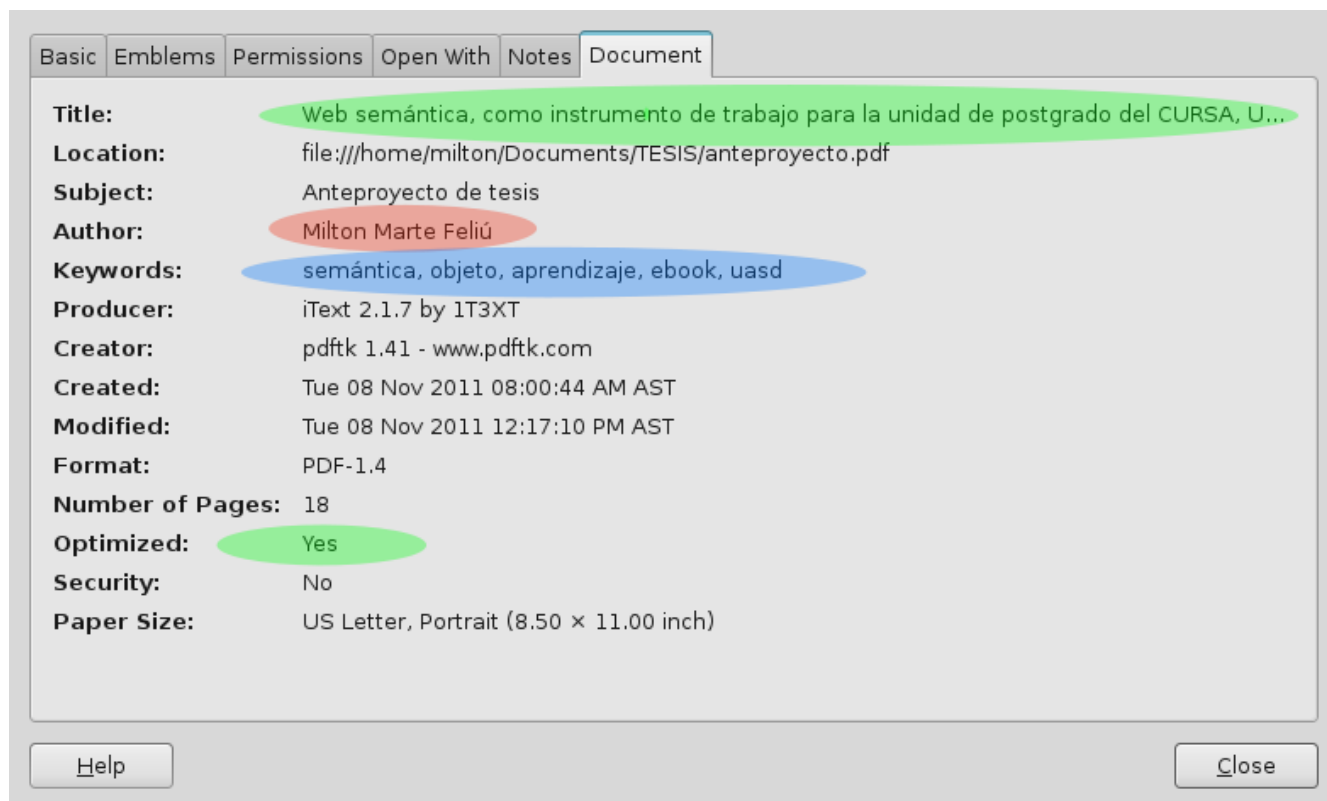 Basic Emblems Permissions Open With Notes Document
Title: Web semántica, como instrumento de trabajo para la unidad de postgrado del CURSA, U...
Location: file:///home/milton/Documents/TESIS/anteproyecto.pdf
Subject: Anteproyecto de tesis
Author: Milton Marte Feliú
Keywords: semántica, objeto, aprendizaje, ebook, uasd
Producer: iText 2.1.7 by 1T3XT
Creator: pdftk 1.41 - www.pdftk.com
Created: Tue 08 Nov 2011 08:00:44 AM AST
Modified: Tue 08 Nov 2011 12:17:10 PM AST
Format: PDF-1.4
Number of Pages: 18
Optimized: Yes
Security: No
Paper Size: US Letter, Portrait (8.50 × 11.00 inch)
Help Close